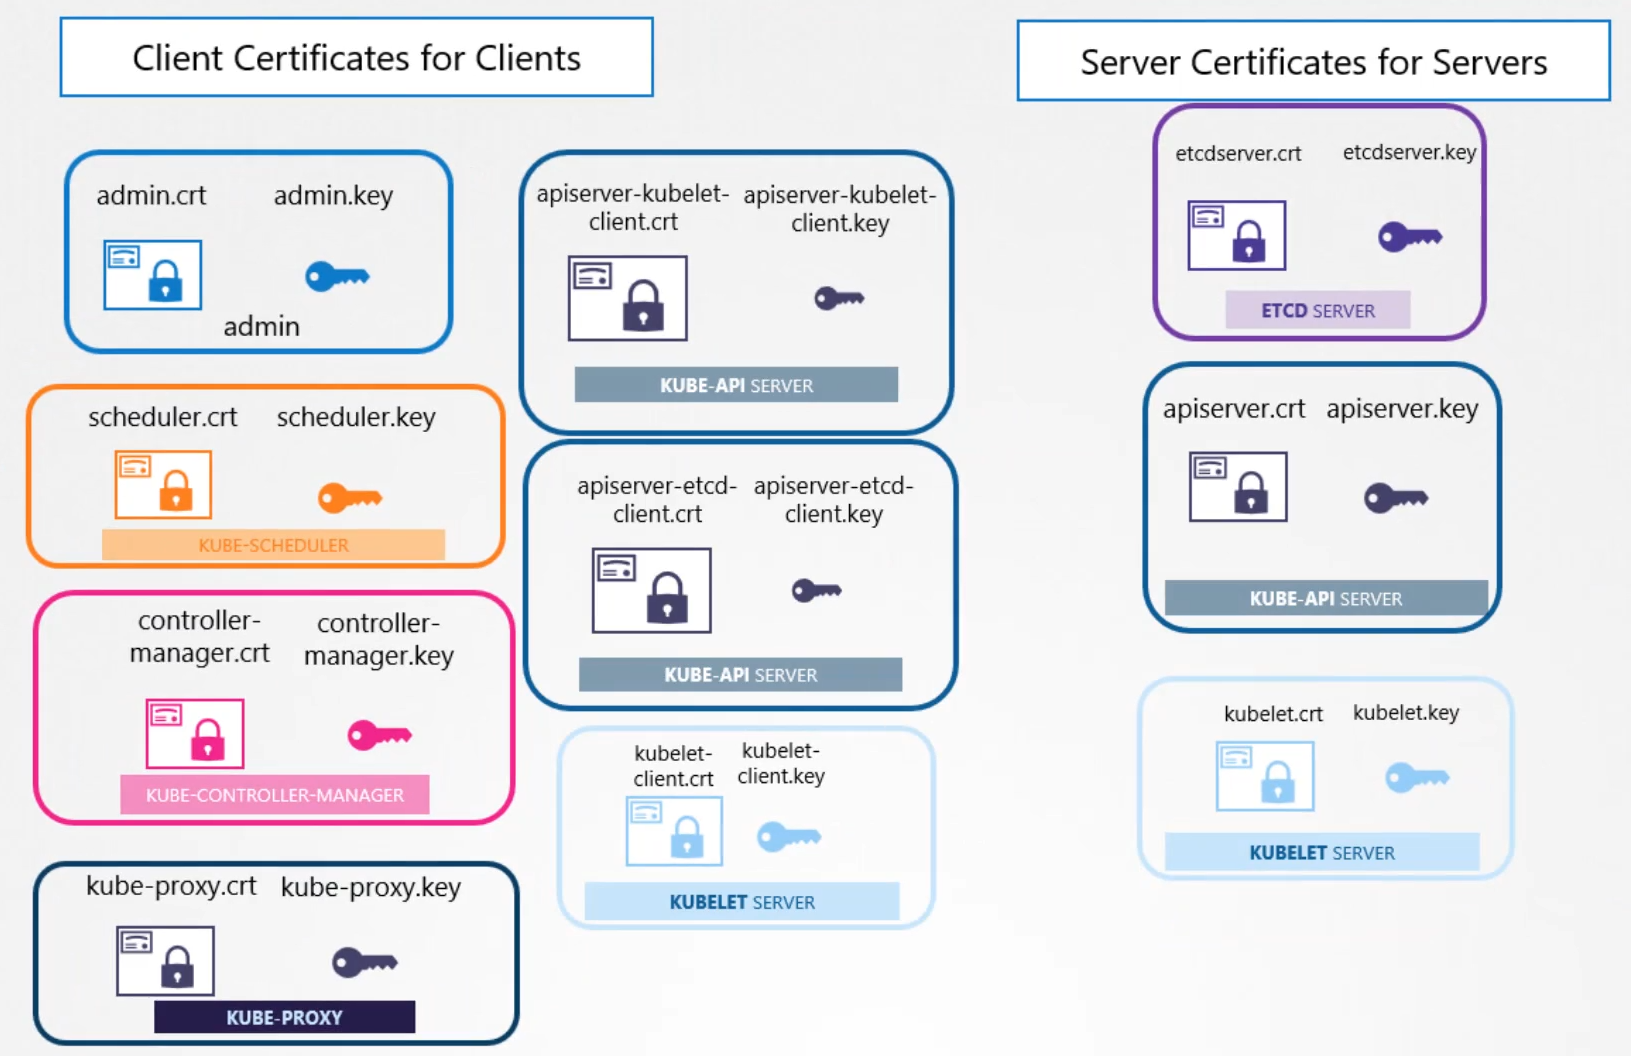 Client Certificates for Clients
Server Certificates for Servers
admin.crt
admin.key
admin
scheduler.crt
scheduler.key
KUBE-SCHEDULER
controller-
manager.crt
controller-
manager.key
KUBE-CONTROLLER-MANAGER
kube-proxy.crt
kube-proxy.key
KUBE-PROXY
apiserver-kubelet-
client.crt
apiserver-kubelet-
client.key
KUBE-API SERVER
apiserver-etcd-
client.crt
apiserver-etcd-
client.key
KUBE-API SERVER
kubelet-
client.crt
kubelet-
client.key
KUBELET SERVER
etcdserver.crt
etcdserver.key
ETCD SERVER
apiserver.crt
apiserver.key
KUBE-API SERVER
kubelet.crt
kubelet.key
KUBELET SERVER